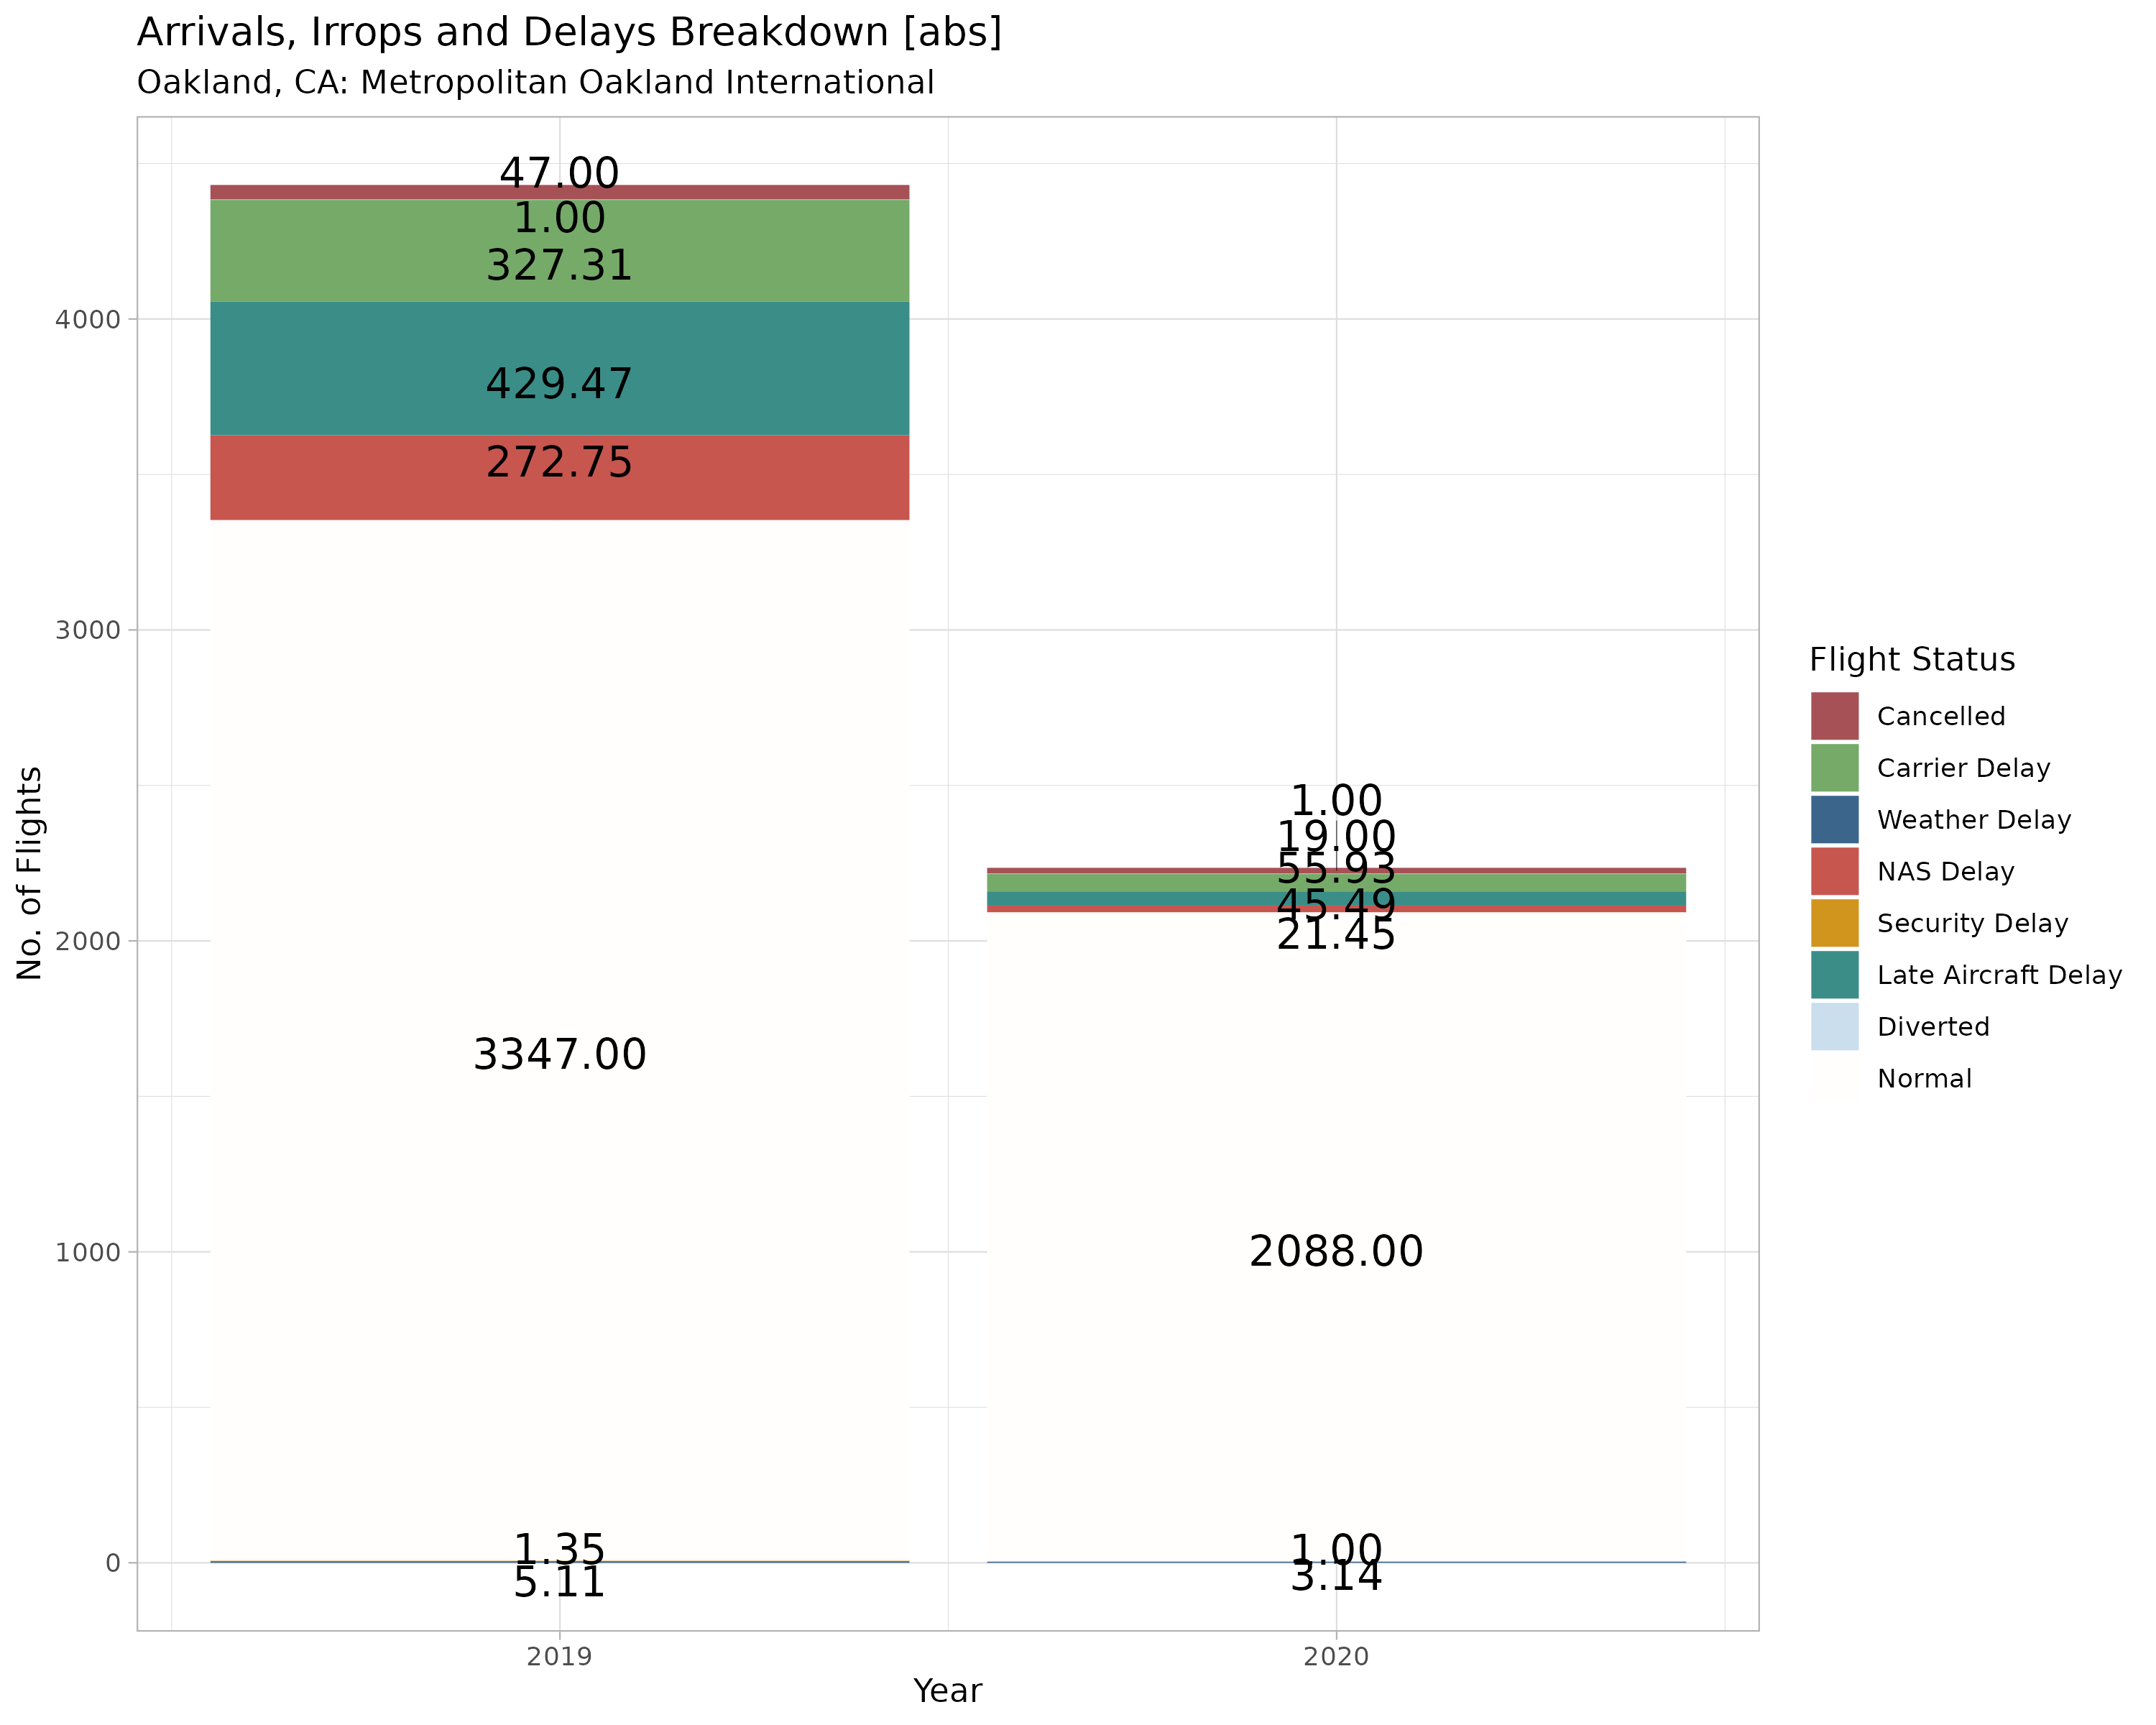 Arrivals, Irrops and Delays Breakdown [abs]
Oakland, CA: Metropolitan Oakland International
No. of Flights
4000
3000
2000
1000
0
47.00
1.00
327.31
429.47
272.75
3347.00
1.35
5.11
1.00
19.00
55.93
45.49
21.45
2088.00
1.00
3.14
2019
2020
Year
Flight Status
Cancelled
Carrier Delay
Weather Delay
NAS Delay
Security Delay
Late Aircraft Delay
Diverted
Normal